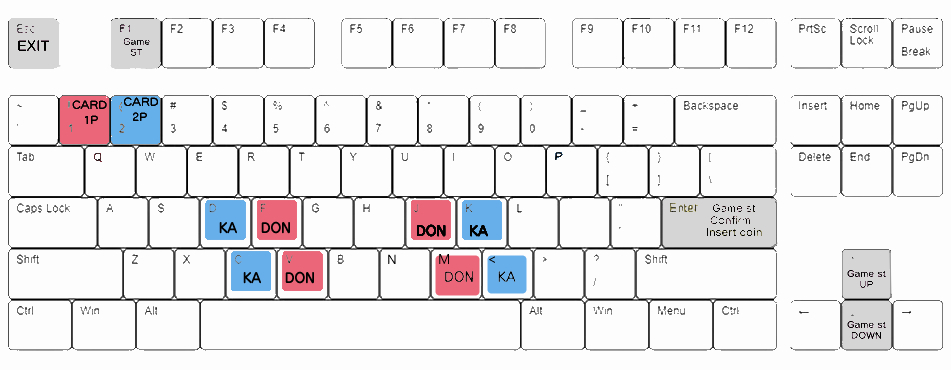 Esc F1 F2 F3 F4 F5 F6 F7 F8 F9 F10 F11 F12 PrtSc Scroll Lock Pause Break
EXIT Game ST
~ CARD 1P CARD 2P # $ % ^ & * ( ) _ + Backspace Insert Home PgUp
` 1 2 3 4 5 6 7 8 9 0 - =
Tab Q W E R T Y U I O P { } | Delete End PgDn
[ ] \
Caps Lock A S D F G H J K L " Enter Game st Confirm Insert coin
KA DON DON KA
Shift Z X C V B N M < > ? Shift
KA DON DON KA / Game st UP
Ctrl Win Alt Alt Win Menu Ctrl ← Game st DOWN →